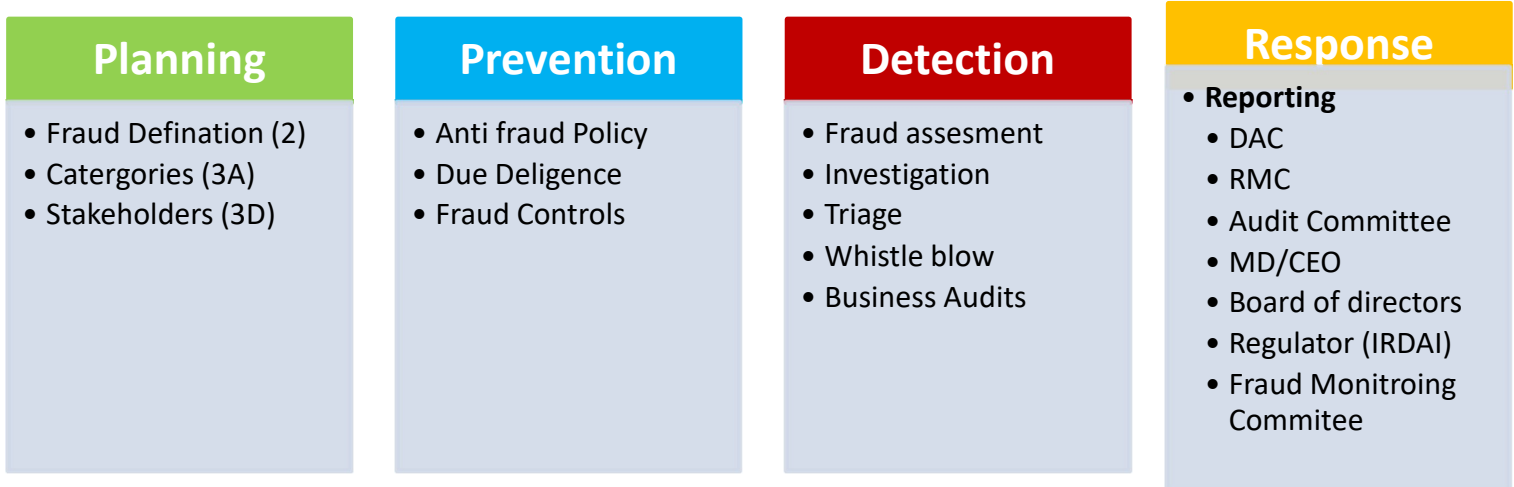 Planning
• Fraud Defination (2)
• Catergories (3A)
• Stakeholders (3D)
Prevention
• Anti fraud Policy
• Due Deligence
• Fraud Controls
Detection
• Fraud assesment
• Investigation
• Triage
• Whistle blow
• Business Audits
Response
• Reporting
• DAC
• RMC
• Audit Committee
• MD/CEO
• Board of directors
• Regulator (IRDAI)
• Fraud Monitroing
Commitee